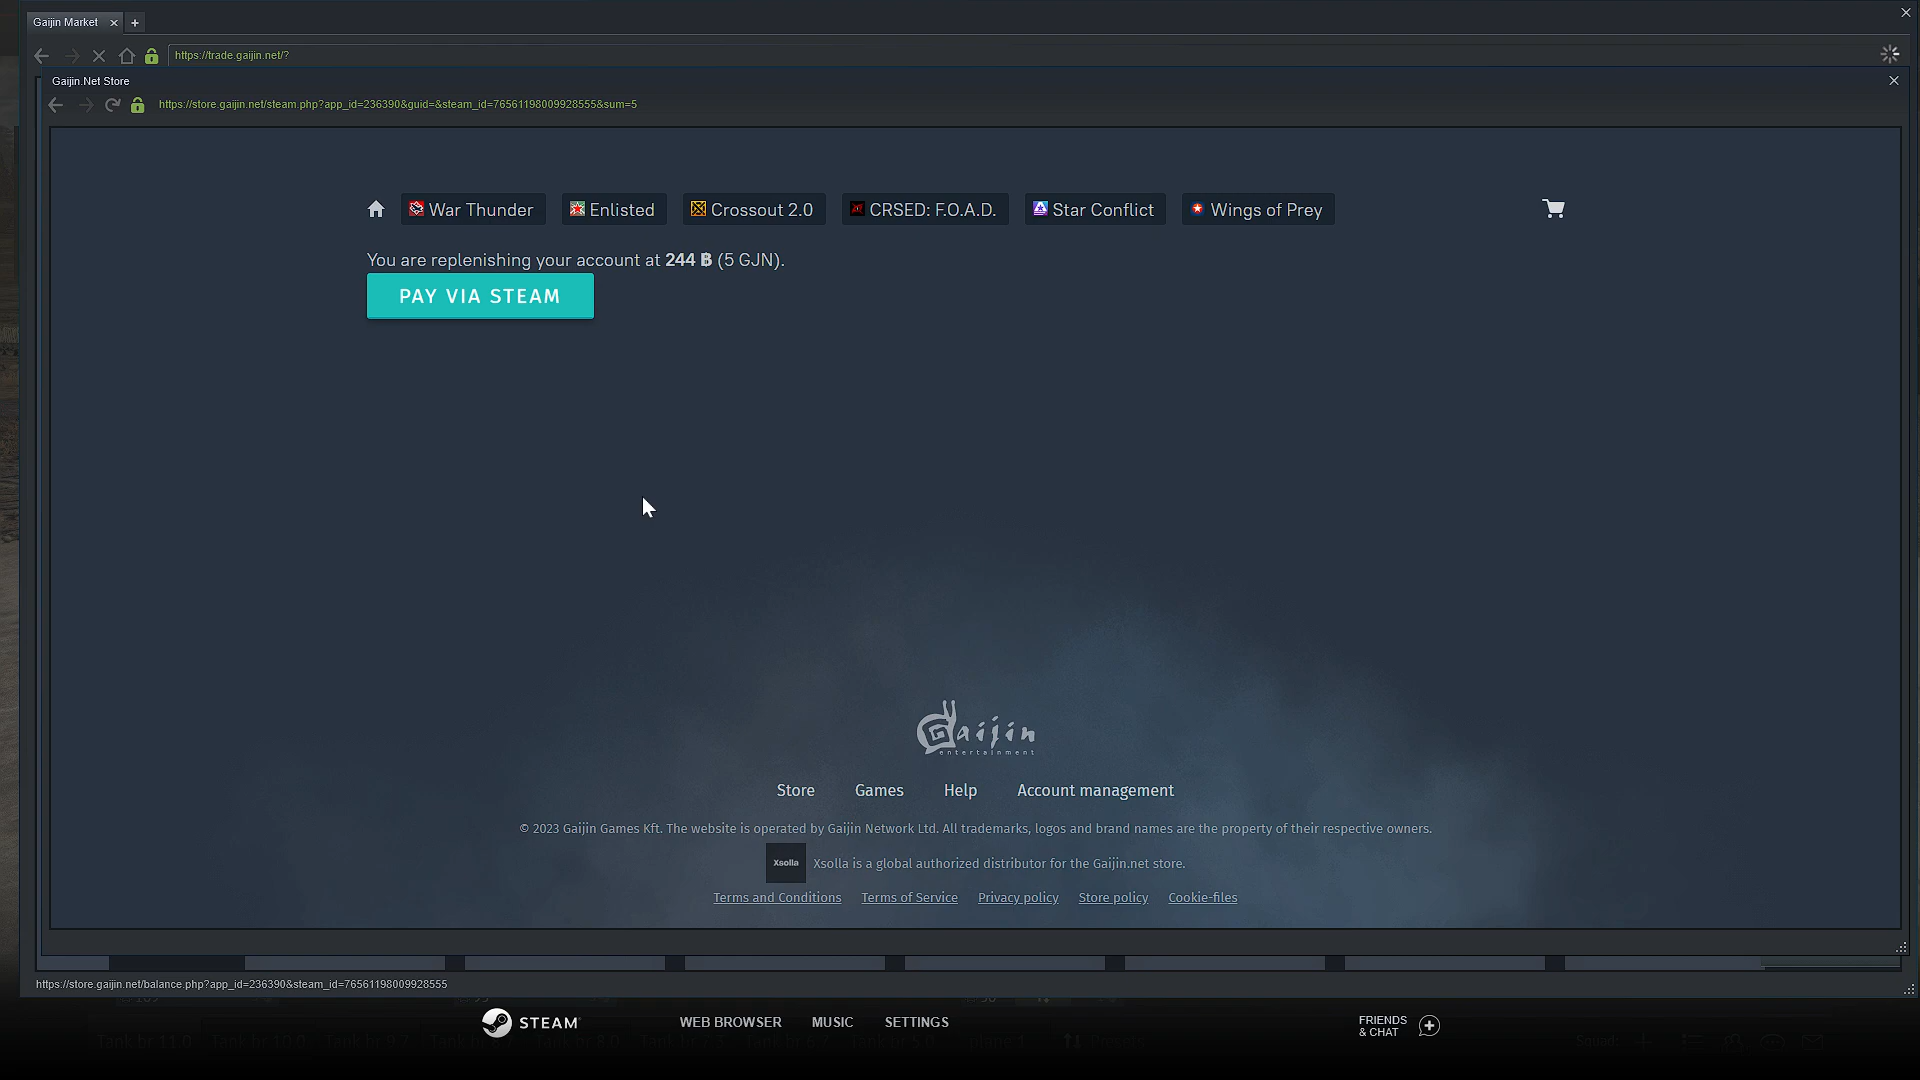 Gaijin Market
https://trade.gaijin.net/?
Gaijin.Net Store
https://store.gaijin.net/steam.php?app_id=236390&guid=&steam_id=76561198009928555&sum=5
War Thunder
Enlisted
Crossout 2.0
CRSED: F.O.A.D.
Star Conflict
Wings of Prey
You are replenishing your account at 244 ฿ (5 GJN).
PAY VIA STEAM
Gaijin
entertainment
Store Games Help Account management
© 2023 Gaijin Games Kft. The website is operated by Gaijin Network Ltd. All trademarks, logos and brand names are the property of their respective owners.
Xsolla Xsolla is a global authorized distributor for the Gaijin.net store.
Terms and Conditions Terms of Service Privacy policy Store policy Cookie-files
https://store.gaijin.net/balance.php?app_id=236390&steam_id=76561198009928555
STEAM
WEB BROWSER MUSIC SETTINGS
FRIENDS
& CHAT